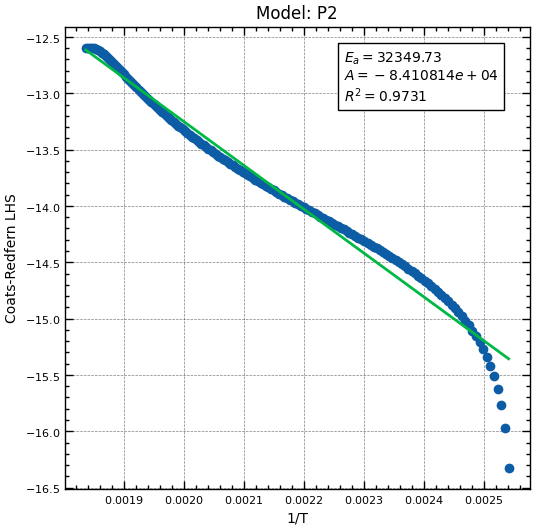 Model: P2
Eₐ = 32349.73
A = − 8.410814e + 04
R² = 0.9731
Coats-Redfern LHS
−12.5
−13.0
−13.5
−14.0
−14.5
−15.0
−15.5
−16.0
−16.5
0.0019 0.0020 0.0021 0.0022 0.0023 0.0024 0.0025
1/T